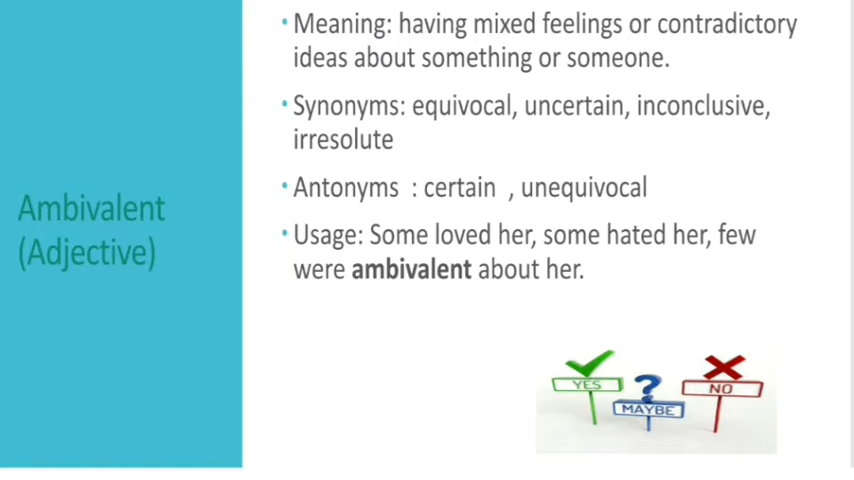 Ambivalent
(Adjective)
• Meaning: having mixed feelings or contradictory
ideas about something or someone.
• Synonyms: equivocal, uncertain, inconclusive,
irresolute
• Antonyms : certain , unequivocal
• Usage: Some loved her, some hated her, few
were ambivalent about her.
YES
MAYBE
NO